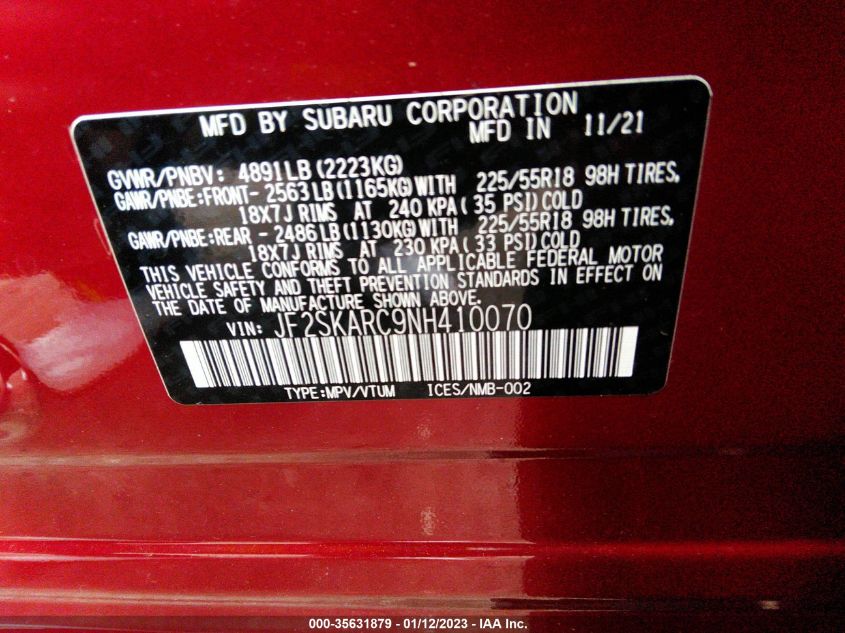 MFD BY SUBARU CORPORATION
MFD IN 11/21
GVWR/PNBV: 4891LB (2223KG)
GAWR/PNBE:FRONT- 2563LB (1165KG) WITH 225/55R18 98H TIRES,
18X7J RIMS AT 240 KPA ( 35 PSI) COLD
GAWR/PNBE:REAR - 2486LB (1130KG) WITH 225/55R18 98H TIRES,
18X7J RIMS AT 230 KPA ( 33 PSI) COLD
THIS VEHICLE CONFORMS TO ALL APPLICABLE FEDERAL MOTOR
VEHICLE SAFETY AND THEFT PREVENTION STANDARDS IN EFFECT ON
THE DATE OF MANUFACTURE SHOWN ABOVE.
VIN: JF2SKARC9NH410070
TYPE:MPV/VTUM ICES/NMB-002
000-35631879 - 01/12/2023 - IAA Inc.